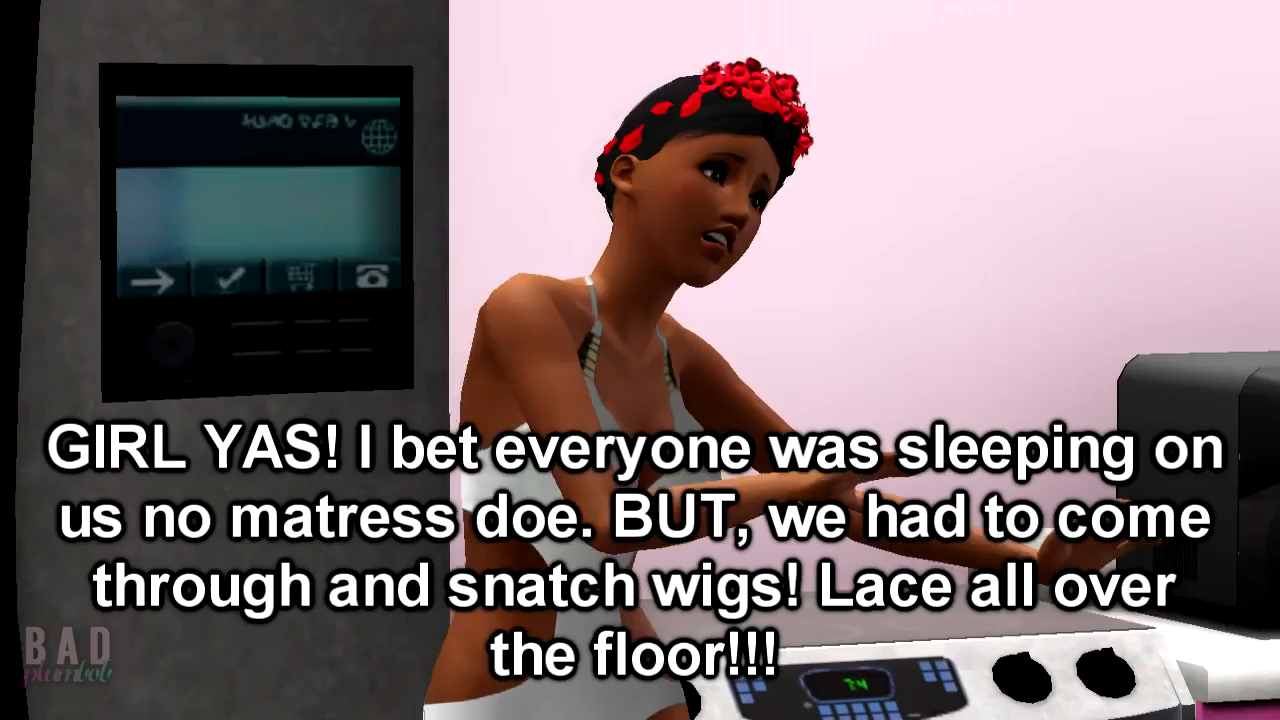 GIRL YAS! I bet everyone was sleeping on
us no matress doe. BUT, we had to come
through and snatch wigs! Lace all over
the floor!!!
BAD
plumbob